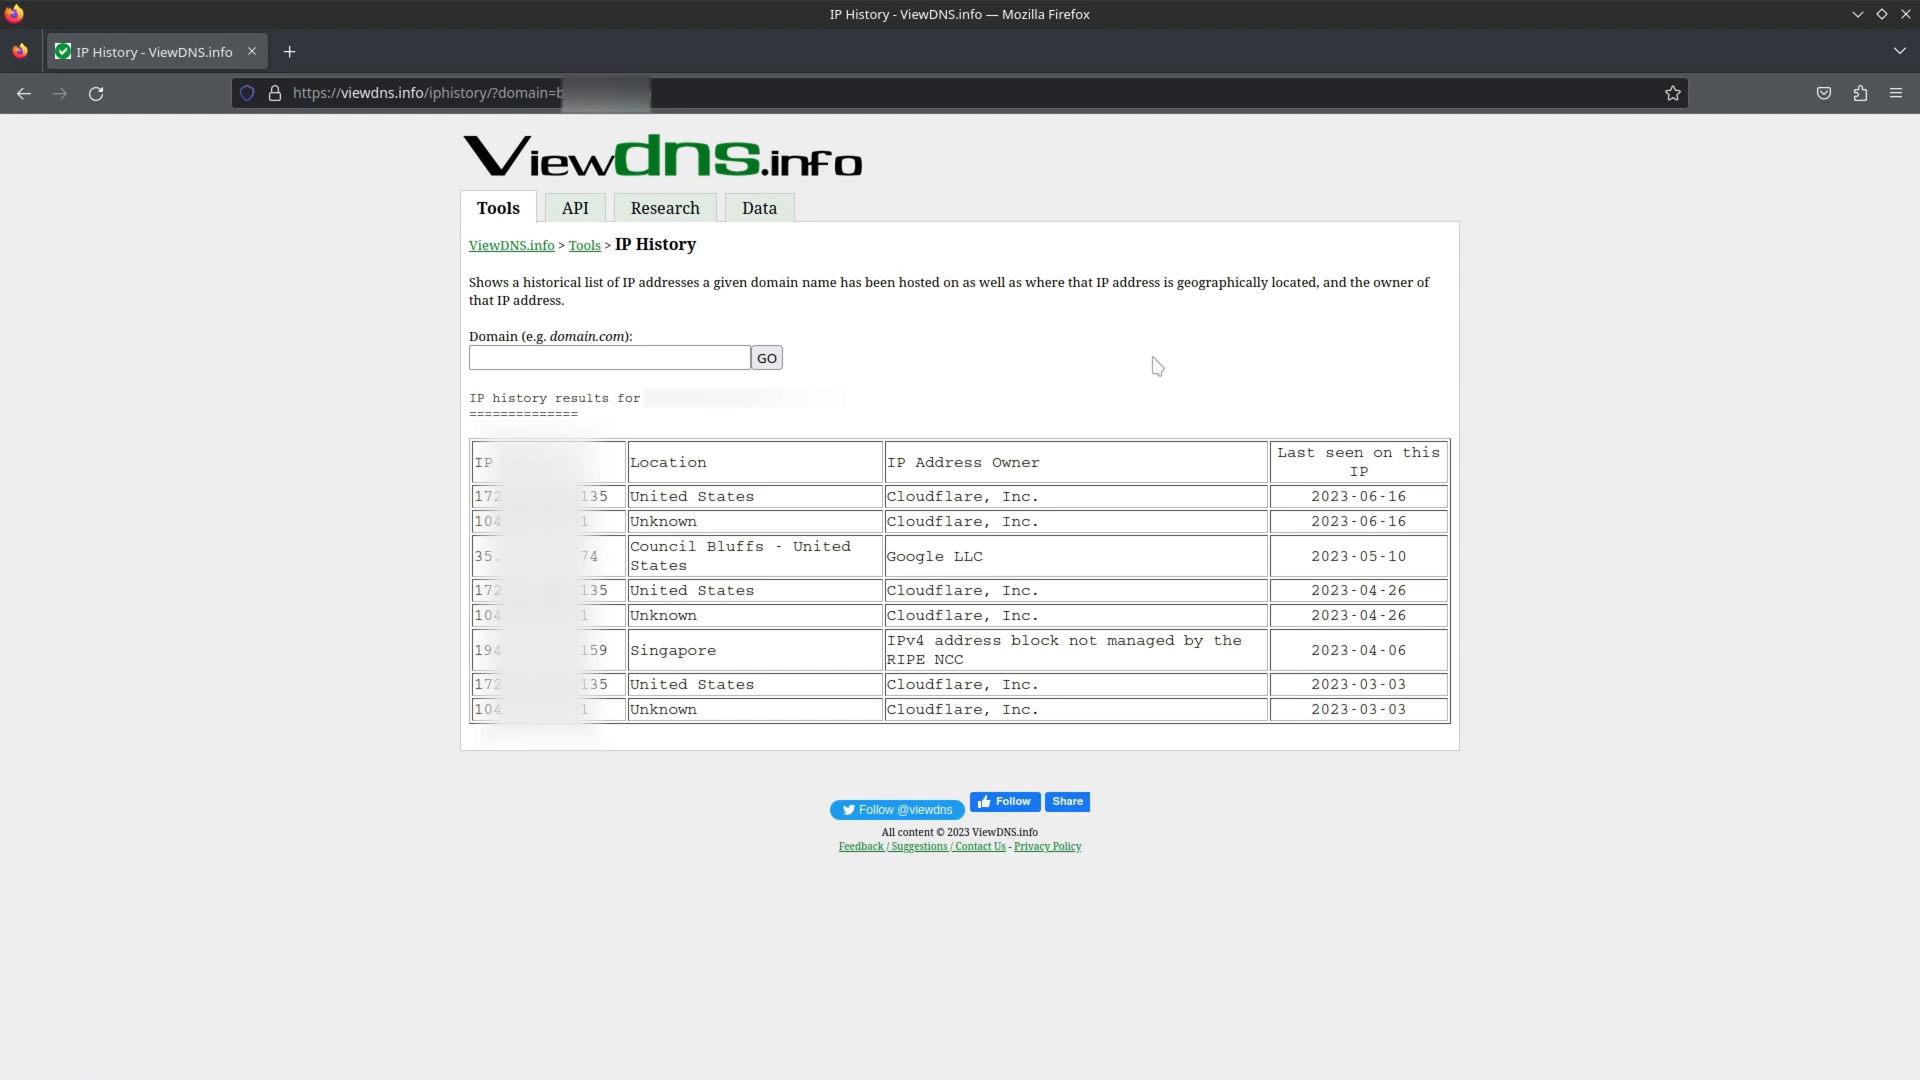 IP History - ViewDNS.info — Mozilla Firefox
IP History - ViewDNS.info
https://viewdns.info/iphistory/?domain=b
Viewdns.info
Tools API Research Data
ViewDNS.info > Tools > IP History
Shows a historical list of IP addresses a given domain name has been hosted on as well as where that IP address is geographically located, and the owner of
that IP address.
Domain (e.g. domain.com):
GO
IP history results for
==============
IP Location IP Address Owner Last seen on this
IP
172 135 United States Cloudflare, Inc. 2023-06-16
104 1 Unknown Cloudflare, Inc. 2023-06-16
35. 74 Council Bluffs - United
States Google LLC 2023-05-10
172 135 United States Cloudflare, Inc. 2023-04-26
104 1 Unknown Cloudflare, Inc. 2023-04-26
194 159 Singapore IPv4 address block not managed by the
RIPE NCC 2023-04-06
172 135 United States Cloudflare, Inc. 2023-03-03
104 1 Unknown Cloudflare, Inc. 2023-03-03
Follow @viewdns Follow Share
All content © 2023 ViewDNS.info
Feedback / Suggestions / Contact Us - Privacy Policy